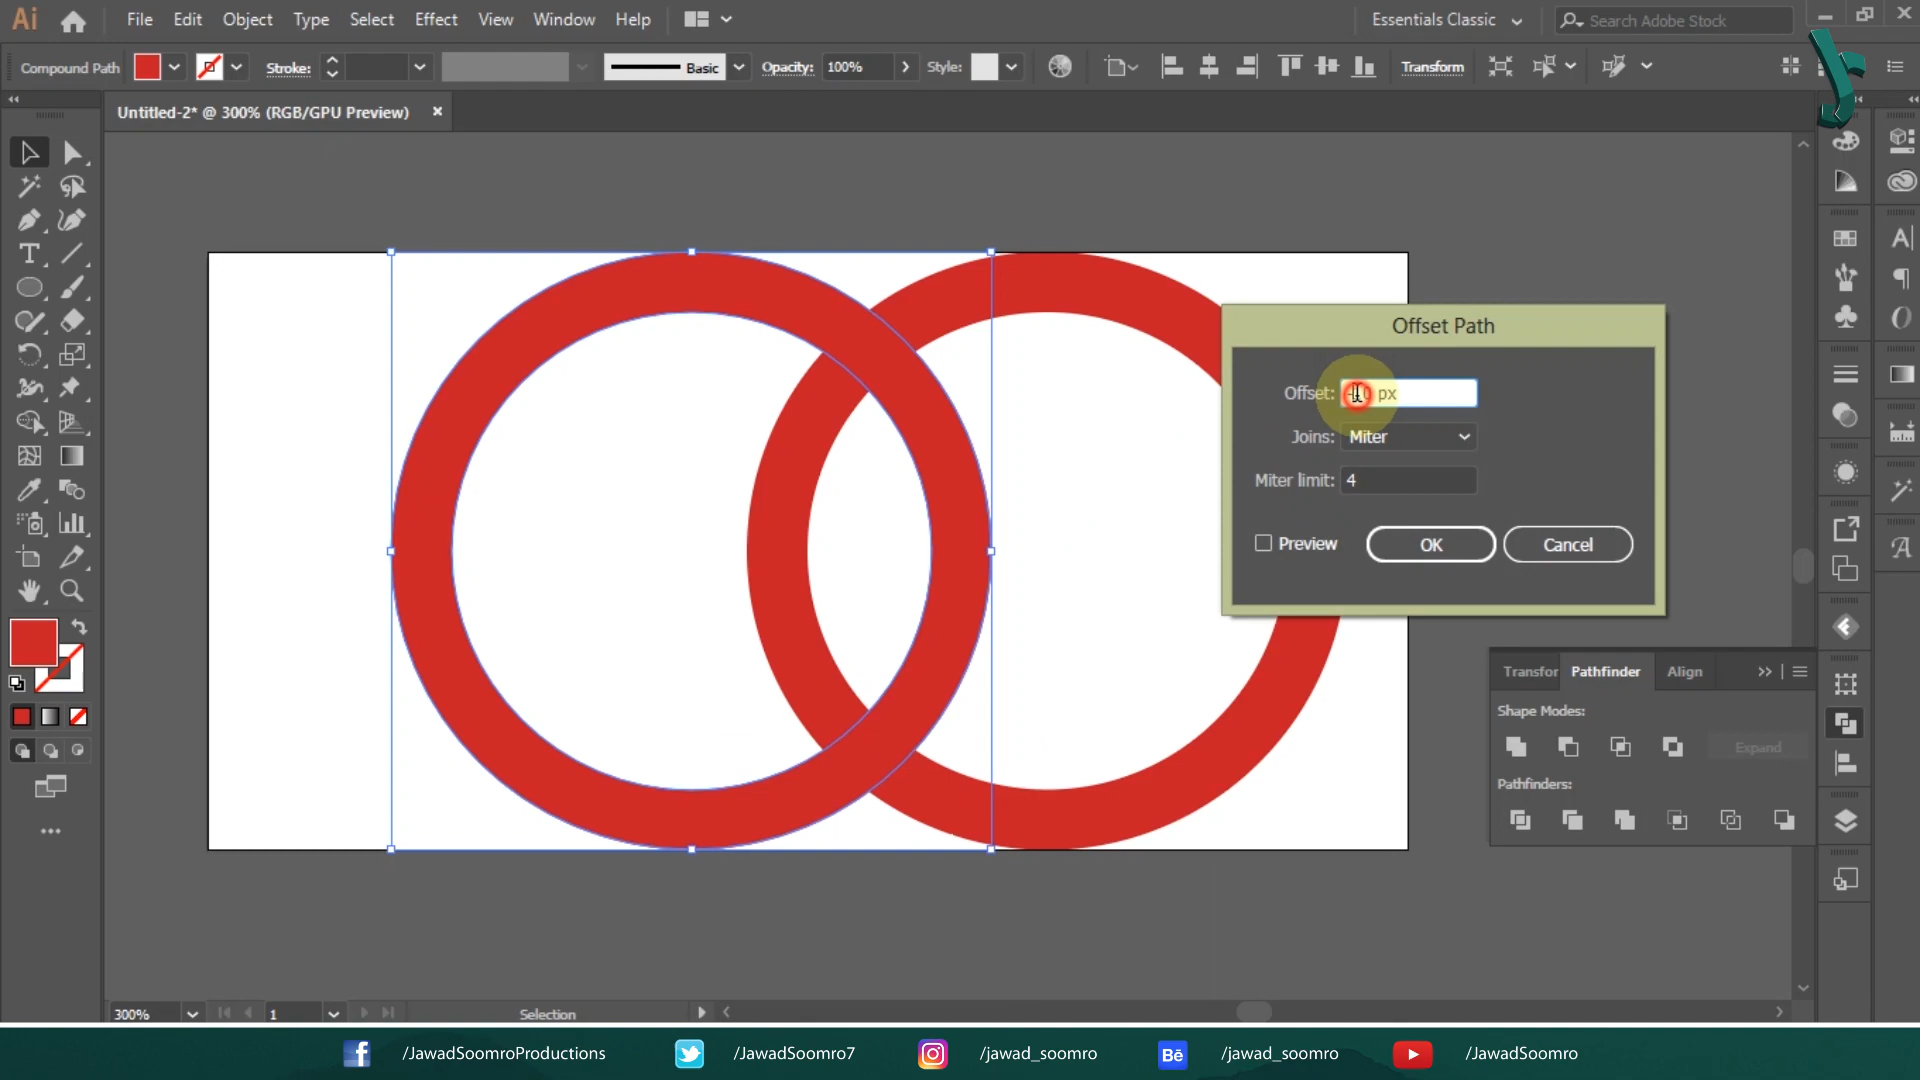 Ai File Edit Object Type Select Effect View Window Help Essentials Classic Search Adobe Stock
Compound Path Stroke: Basic Opacity: 100% Style: Transform
Untitled-2* @ 300% (RGB/GPU Preview)
Offset Path
Offset: px
Joins: Miter
Miter limit: 4
Preview OK Cancel
Transfor Pathfinder Align
Shape Modes:
Expand
Pathfinders:
300% 1 Selection
/JawadSoomroProductions /JawadSoomro7 /jawad_soomro Bē /jawad_soomro /JawadSoomro